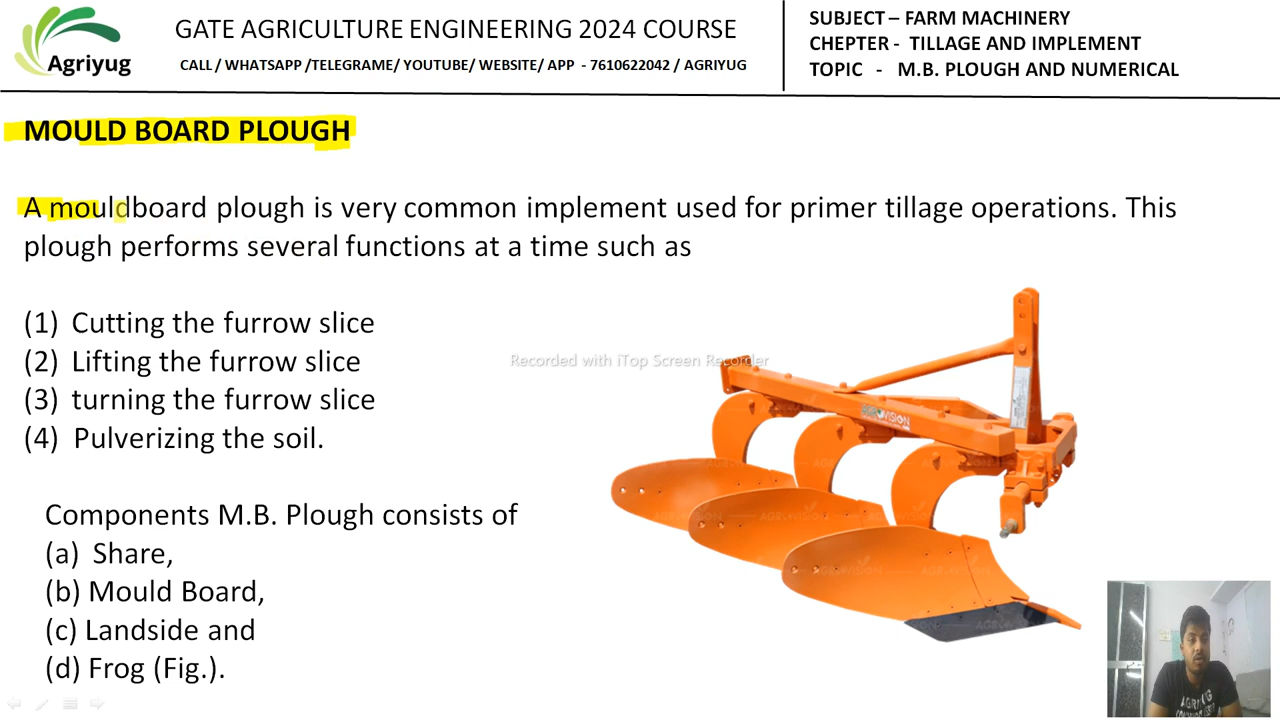 Agriyug
GATE AGRICULTURE ENGINEERING 2024 COURSE
CALL / WHATSAPP /TELEGRAME/ YOUTUBE/ WEBSITE/ APP - 7610622042 / AGRIYUG
SUBJECT – FARM MACHINERY
CHEPTER - TILLAGE AND IMPLEMENT
TOPIC - M.B. PLOUGH AND NUMERICAL
MOULD BOARD PLOUGH
A mouldboard plough is very common implement used for primer tillage operations. This
plough performs several functions at a time such as
(1) Cutting the furrow slice
(2) Lifting the furrow slice
(3) turning the furrow slice
(4) Pulverizing the soil.
Recorded with iTop Screen Recorder
Components M.B. Plough consists of
(a) Share,
(b) Mould Board,
(c) Landside and
(d) Frog (Fig.).